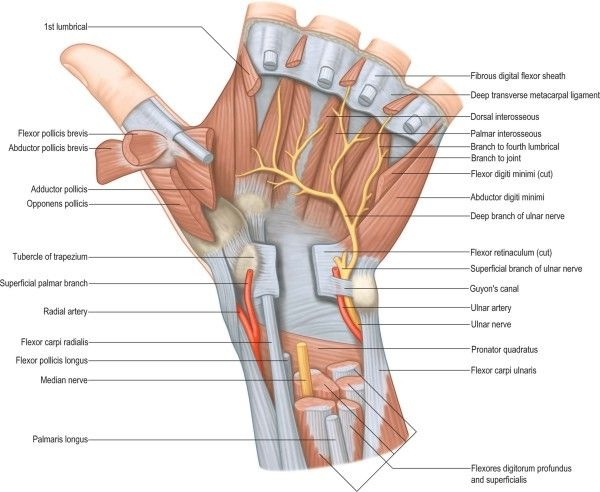 1st lumbrical
Flexor pollicis brevis
Abductor pollicis brevis
Adductor pollicis
Opponens pollicis
Tubercle of trapezium
Superficial palmar branch
Radial artery
Flexor carpi radialis
Flexor pollicis longus
Median nerve
Palmaris longus
Fibrous digital flexor sheath
Deep transverse metacarpal ligament
Dorsal interosseous
Palmar interosseous
Branch to fourth lumbrical
Branch to joint
Flexor digiti minimi (cut)
Abductor digiti minimi
Deep branch of ulnar nerve
Flexor retinaculum (cut)
Superficial branch of ulnar nerve
Guyon's canal
Ulnar artery
Ulnar nerve
Pronator quadratus
Flexor carpi ulnaris
Flexores digitorum profundus
and superficialis